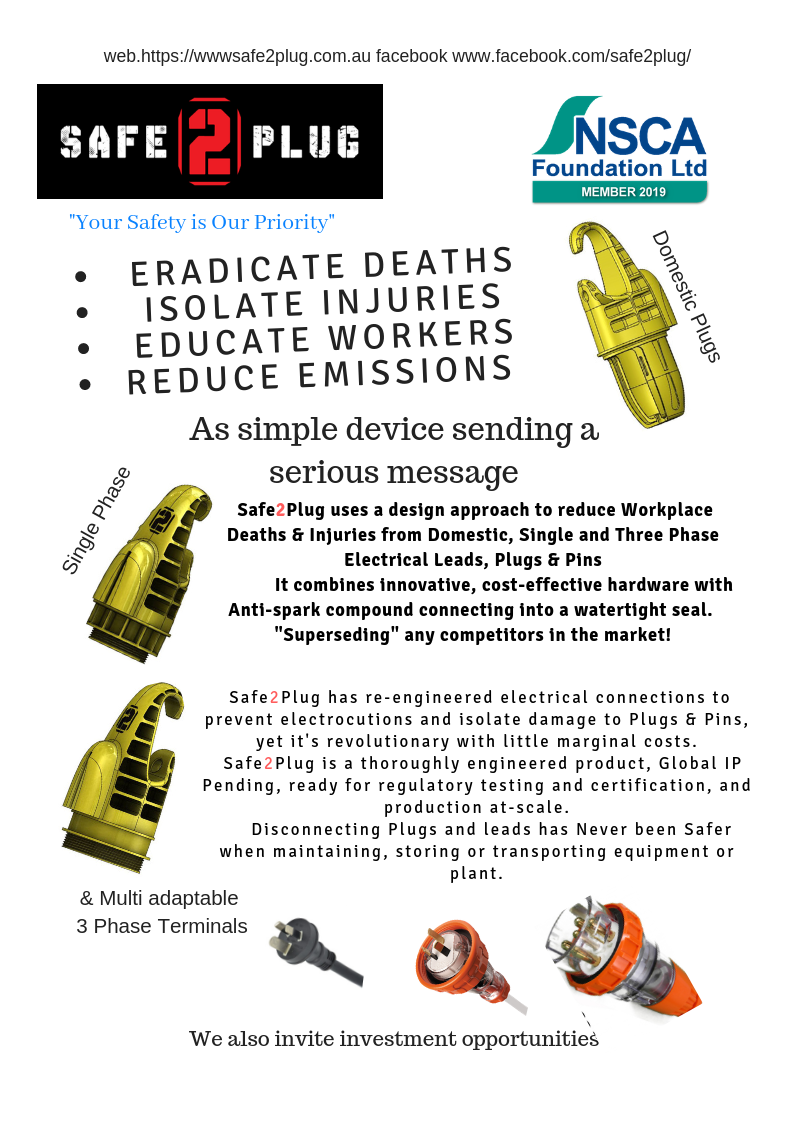 web.https://wwwsafe2plug.com.au facebook www.facebook.com/safe2plug/
SAFE 2 PLUG
NSCA
Foundation Ltd
MEMBER 2019
"Your Safety is Our Priority"
• ERADICATE DEATHS
• ISOLATE INJURIES
• EDUCATE WORKERS
• REDUCE EMISSIONS
Domestic Plugs
As simple device sending a
serious message
Single Phase
Safe2Plug uses a design approach to reduce Workplace
Deaths & Injuries from Domestic, Single and Three Phase
Electrical Leads, Plugs & Pins
It combines innovative, cost-effective hardware with
Anti-spark compound connecting into a watertight seal.
"Superseding" any competitors in the market!
Safe2Plug has re-engineered electrical connections to
prevent electrocutions and isolate damage to Plugs & Pins,
yet it's revolutionary with little marginal costs.
Safe2Plug is a thoroughly engineered product, Global IP
Pending, ready for regulatory testing and certification, and
production at-scale.
Disconnecting Plugs and leads has Never been Safer
when maintaining, storing or transporting equipment or
plant.
& Multi adaptable
3 Phase Terminals
We also invite investment opportunities